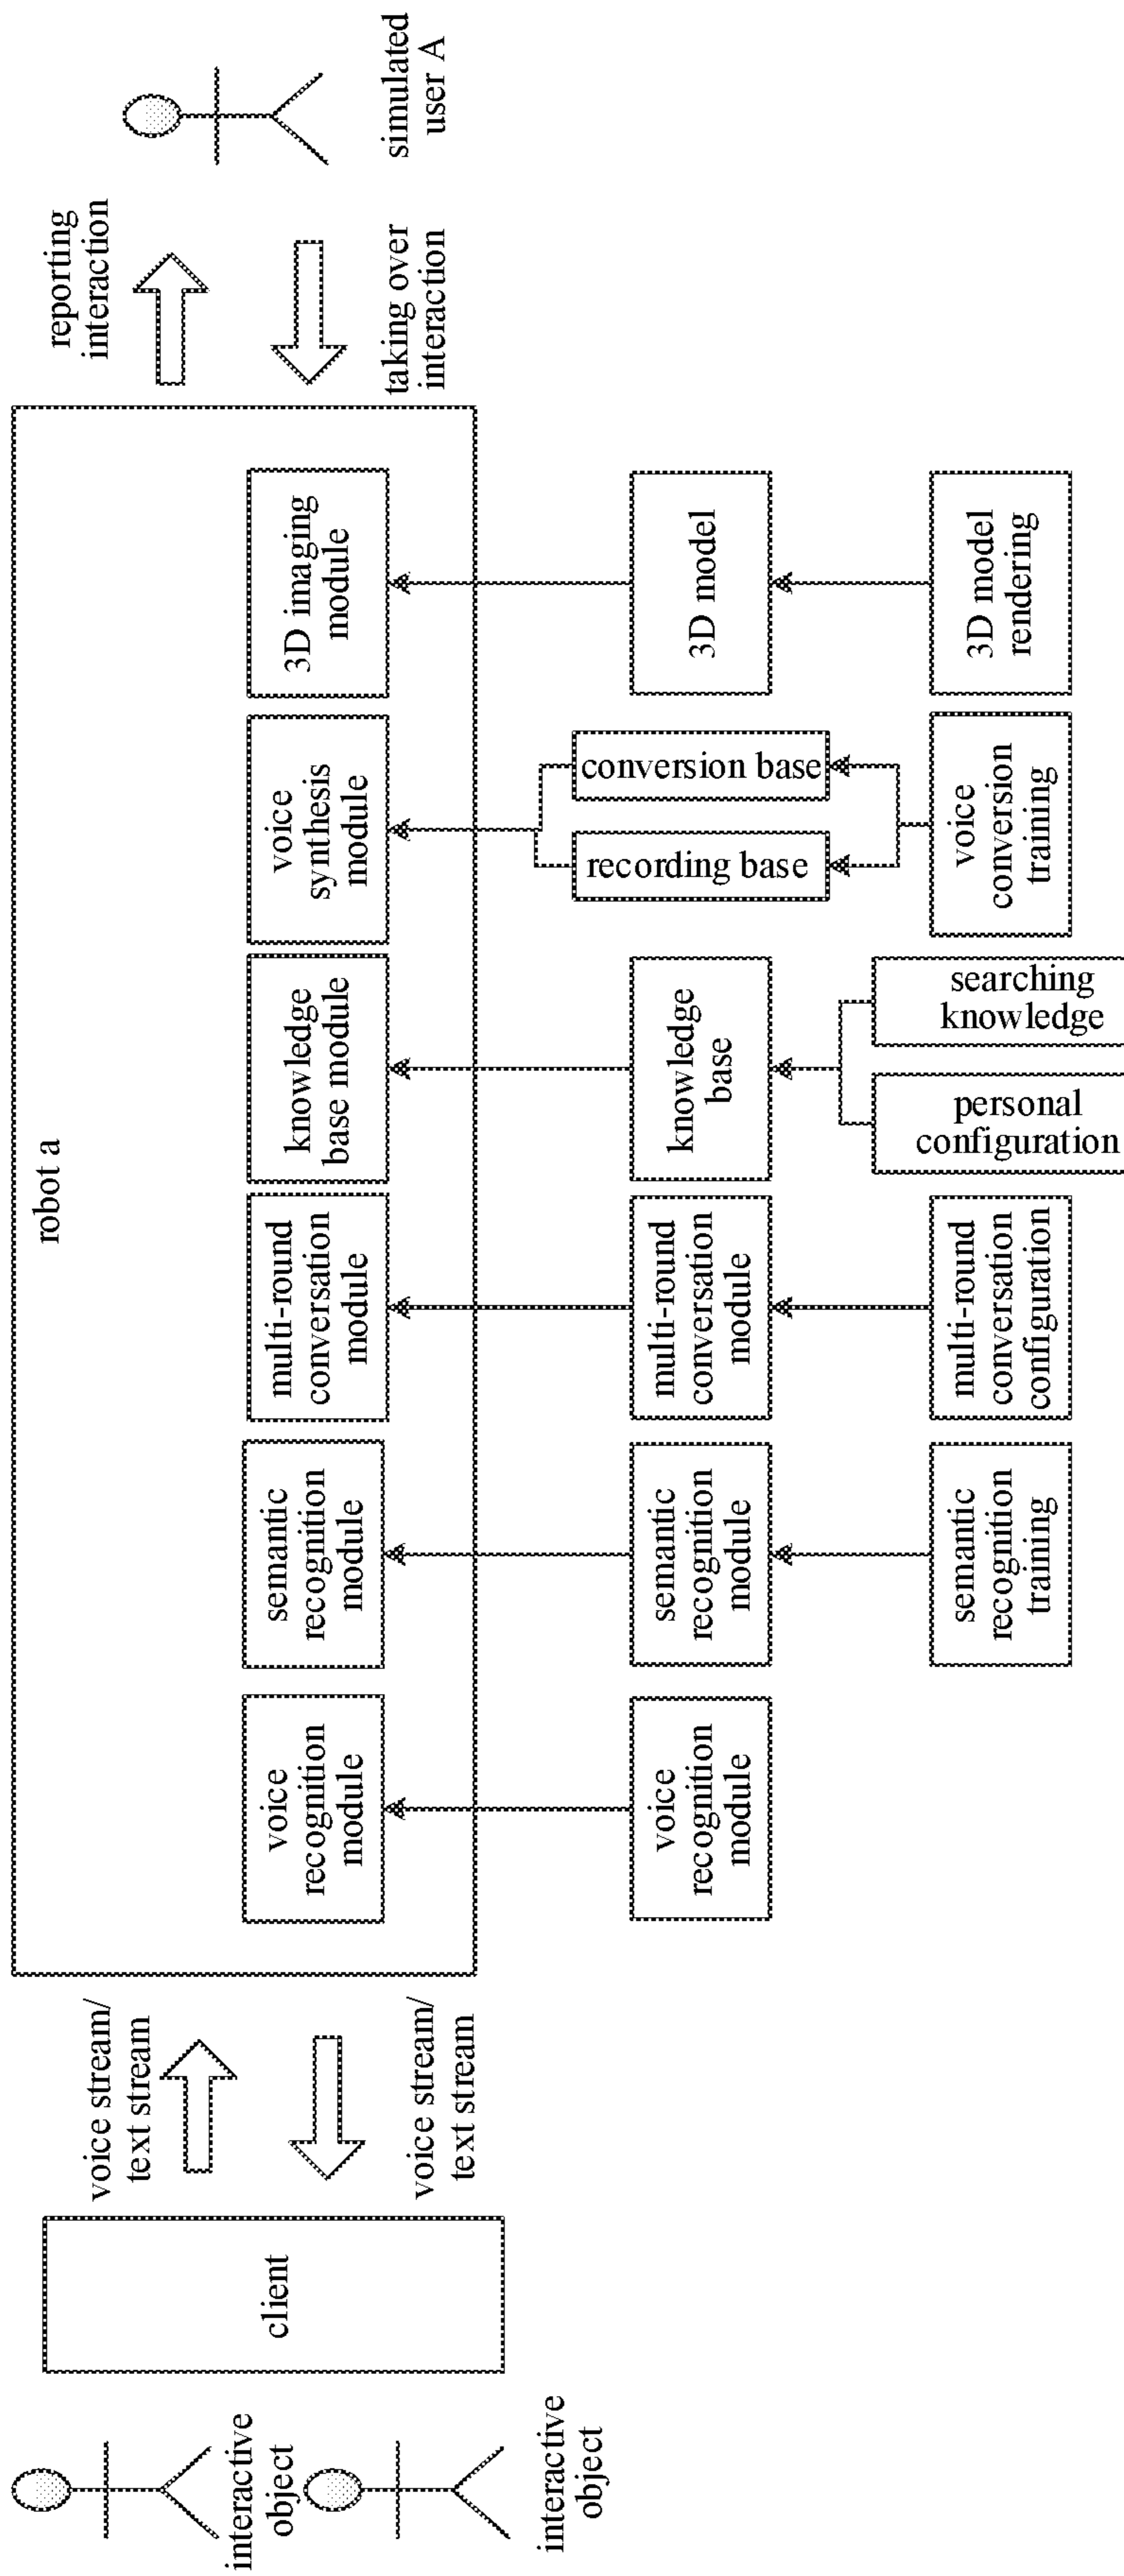 interactive
object
interactive
object
client
voice stream/
text stream
voice stream/
text stream
robot a
voice
recognition
module
semantic
recognition
module
multi-round
conversation
module
knowledge
base module
voice
synthesis
module
3D imaging
module
reporting
interaction
taking over
interaction
simulated
user A
voice
recognition
module
semantic
recognition
module
multi-round
conversation
module
knowledge
base
recording base
conversion base
3D model
semantic
recognition
training
multi-round
conversation
configuration
personal
configuration
searching
knowledge
voice
conversion
training
3D model
rendering